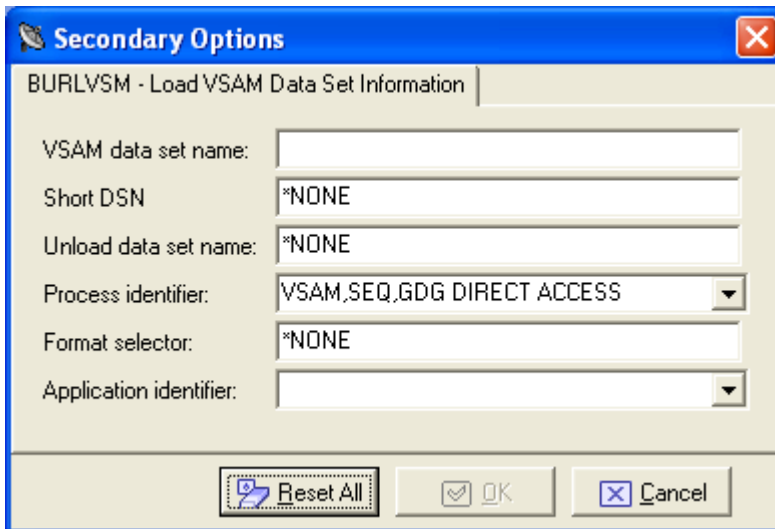 Secondary Options
BURLVSM - Load VSAM Data Set Information
VSAM data set name:
Short DSN *NONE
Unload data set name: *NONE
Process identifier: VSAM,SEQ,GDG DIRECT ACCESS
Format selector: *NONE
Application identifier:
Reset All OK Cancel